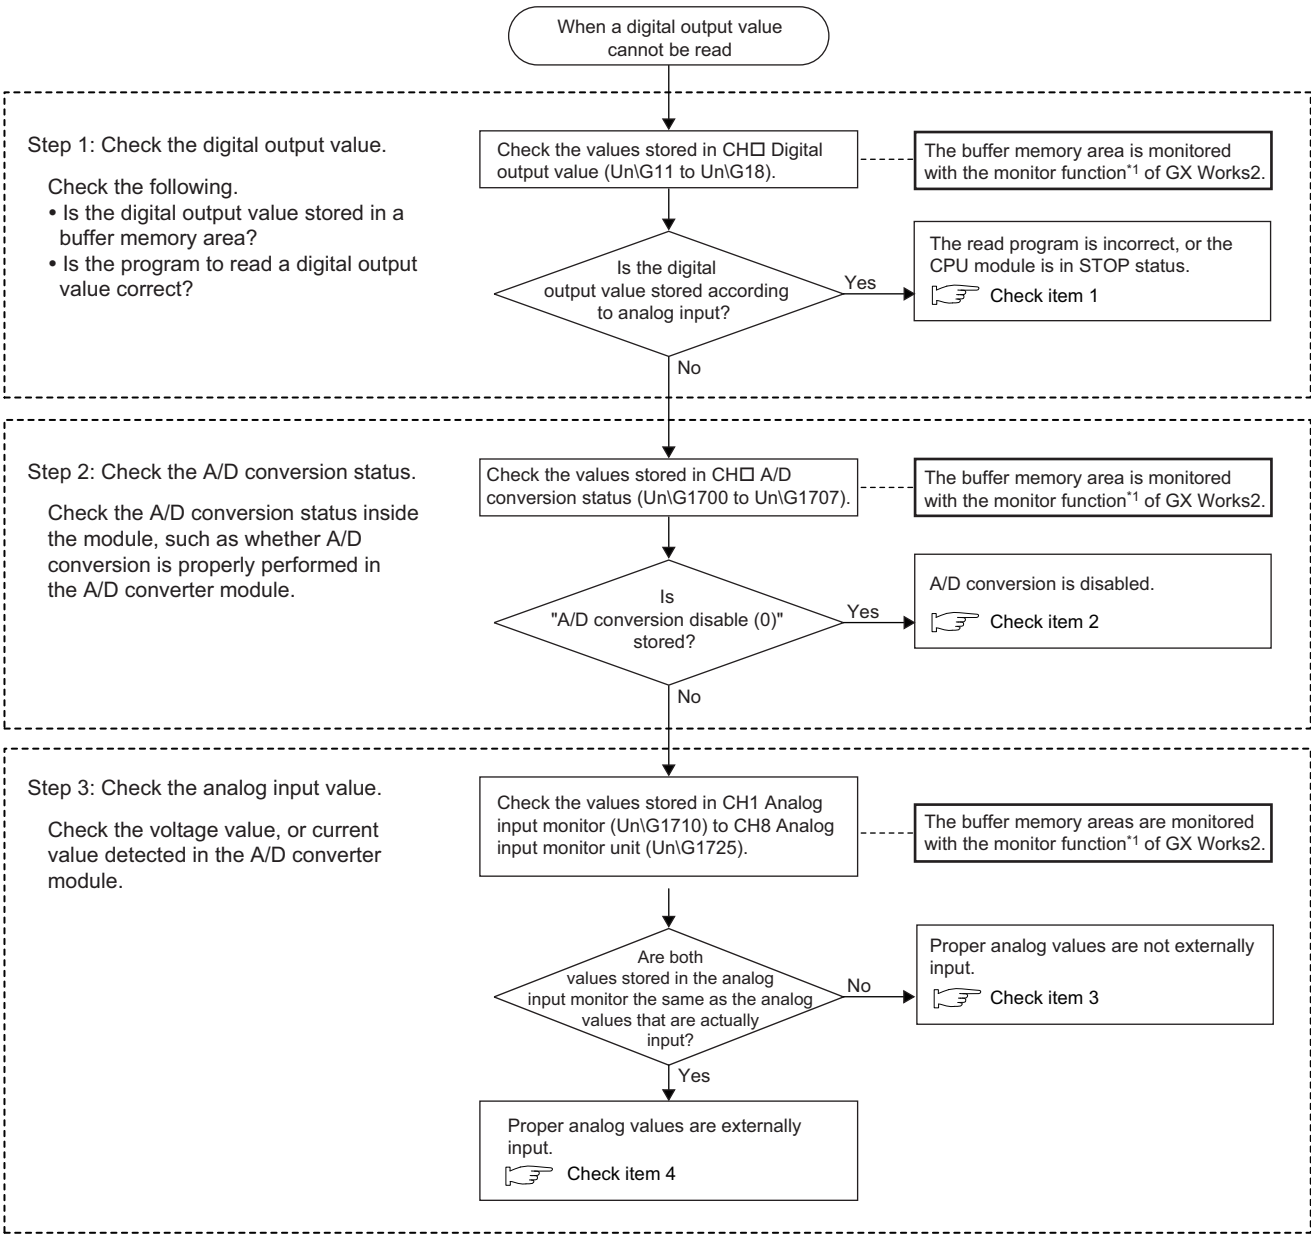 When a digital output value
cannot be read
Step 1: Check the digital output value.
Check the following.
• Is the digital output value stored in a
buffer memory area?
• Is the program to read a digital output
value correct?
Check the values stored in CH□ Digital
output value (Un\G11 to Un\G18).
The buffer memory area is monitored
with the monitor function*1 of GX Works2.
Is the digital
output value stored according
to analog input?
Yes
The read program is incorrect, or the
CPU module is in STOP status.
Check item 1
No
Step 2: Check the A/D conversion status.
Check the A/D conversion status inside
the module, such as whether A/D
conversion is properly performed in
the A/D converter module.
Check the values stored in CH□ A/D
conversion status (Un\G1700 to Un\G1707).
The buffer memory area is monitored
with the monitor function*1 of GX Works2.
Is
"A/D conversion disable (0)"
stored?
Yes
A/D conversion is disabled.
Check item 2
No
Step 3: Check the analog input value.
Check the voltage value, or current
value detected in the A/D converter
module.
Check the values stored in CH1 Analog
input monitor (Un\G1710) to CH8 Analog
input monitor unit (Un\G1725).
The buffer memory areas are monitored
with the monitor function*1 of GX Works2.
Are both
values stored in the analog
input monitor the same as the analog
values that are actually
input?
No
Proper analog values are not externally
input.
Check item 3
Yes
Proper analog values are externally
input.
Check item 4